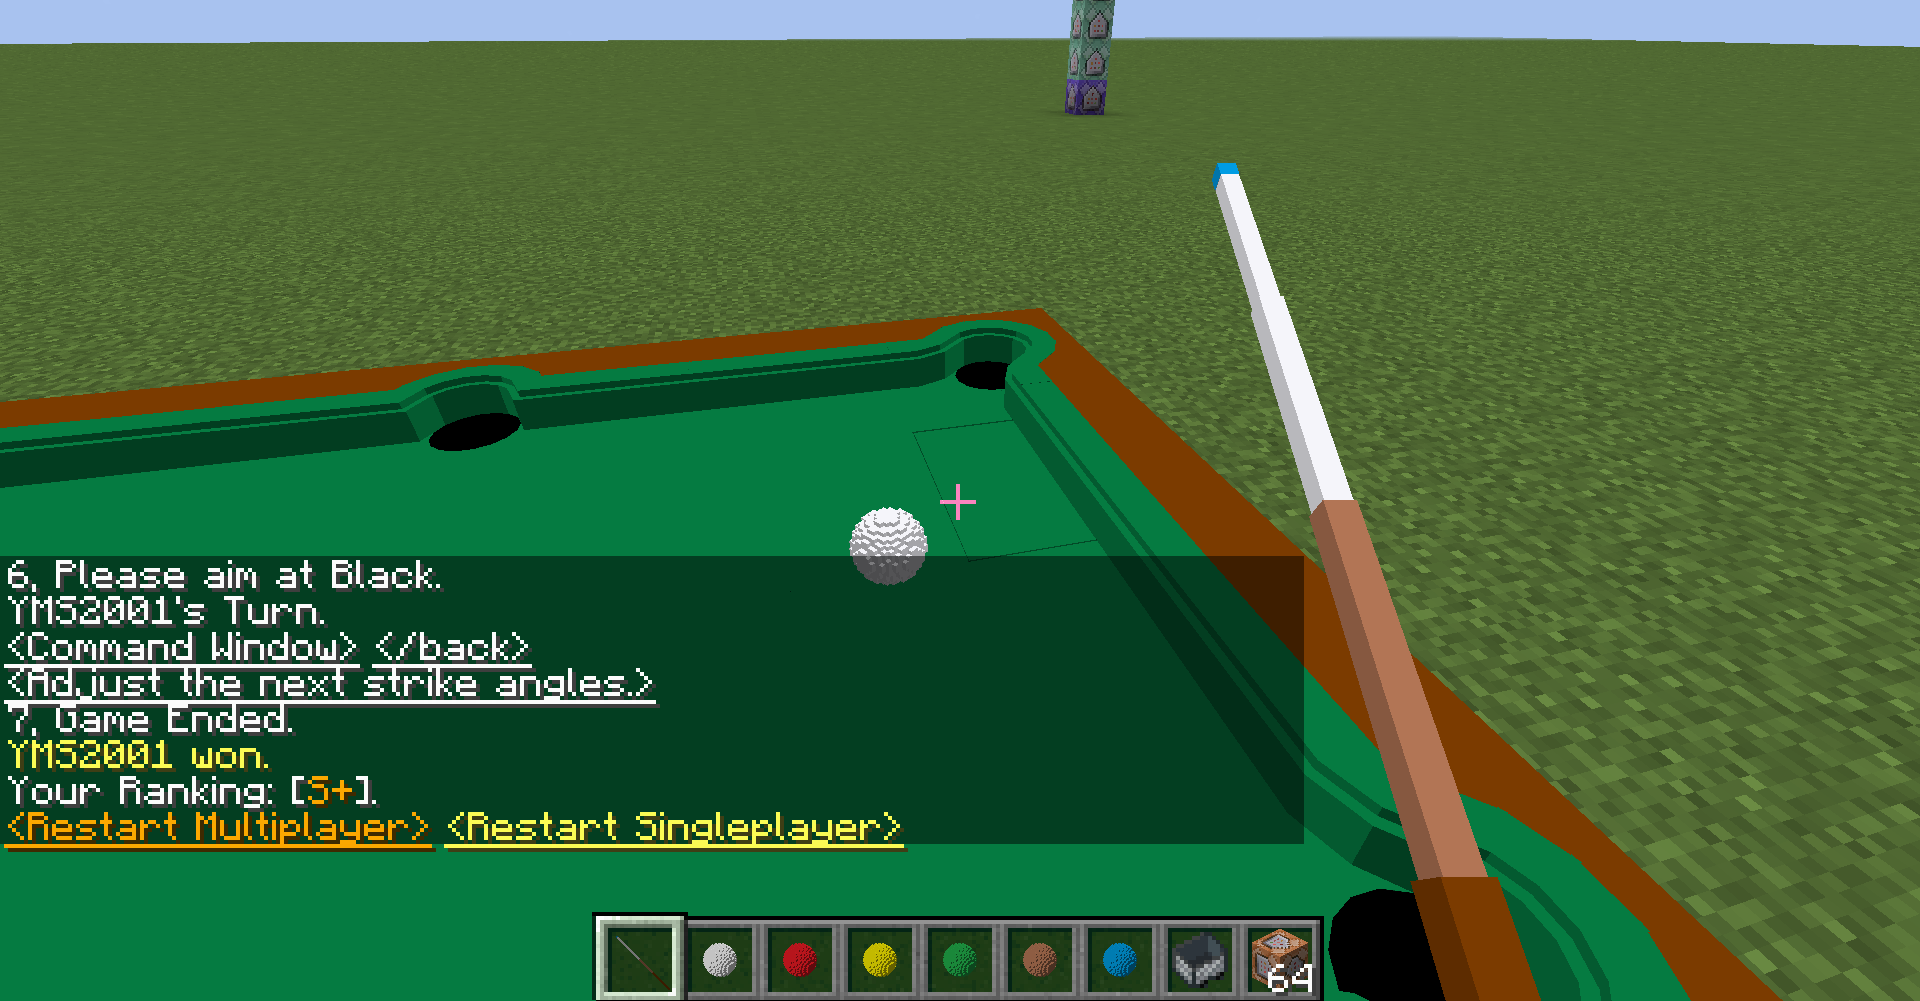 6, Please aim at Black.
YMS2001's Turn.
<Command Window> </back>
<Adjust the next strike angles.>
7, Game Ended.
YMS2001 won.
Your Ranking: [S+].
<Restart Multiplayer> <Restart Singleplayer>
64